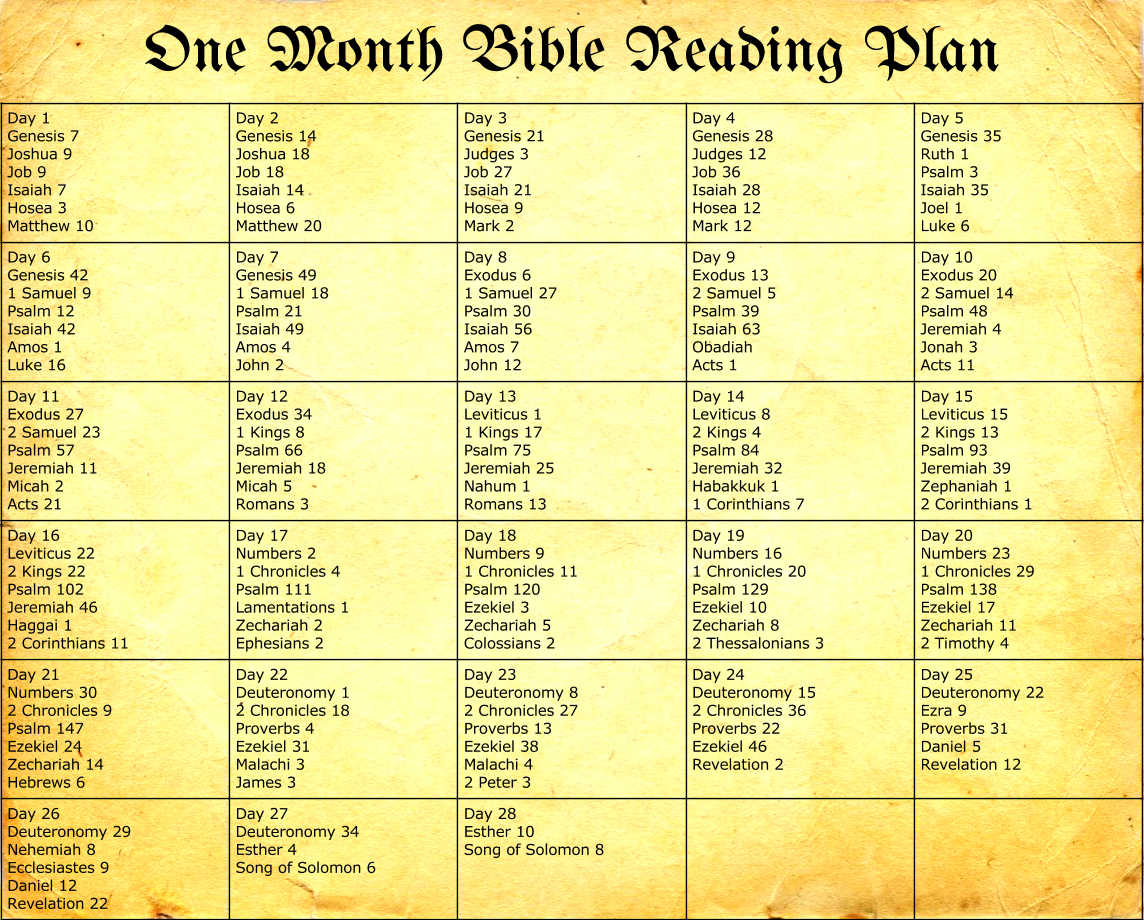 One Month Bible Reading Plan
Day 1
Genesis 7
Joshua 9
Job 9
Isaiah 7
Hosea 3
Matthew 10
Day 2
Genesis 14
Joshua 18
Job 18
Isaiah 14
Hosea 6
Matthew 20
Day 3
Genesis 21
Judges 3
Job 27
Isaiah 21
Hosea 9
Mark 2
Day 4
Genesis 28
Judges 12
Job 36
Isaiah 28
Hosea 12
Mark 12
Day 5
Genesis 35
Ruth 1
Psalm 3
Isaiah 35
Joel 1
Luke 6
Day 6
Genesis 42
1 Samuel 9
Psalm 12
Isaiah 42
Amos 1
Luke 16
Day 7
Genesis 49
1 Samuel 18
Psalm 21
Isaiah 49
Amos 4
John 2
Day 8
Exodus 6
1 Samuel 27
Psalm 30
Isaiah 56
Amos 7
John 12
Day 9
Exodus 13
2 Samuel 5
Psalm 39
Isaiah 63
Obadiah
Acts 1
Day 10
Exodus 20
2 Samuel 14
Psalm 48
Jeremiah 4
Jonah 3
Acts 11
Day 11
Exodus 27
2 Samuel 23
Psalm 57
Jeremiah 11
Micah 2
Acts 21
Day 12
Exodus 34
1 Kings 8
Psalm 66
Jeremiah 18
Micah 5
Romans 3
Day 13
Leviticus 1
1 Kings 17
Psalm 75
Jeremiah 25
Nahum 1
Romans 13
Day 14
Leviticus 8
2 Kings 4
Psalm 84
Jeremiah 32
Habakkuk 1
1 Corinthians 7
Day 15
Leviticus 15
2 Kings 13
Psalm 93
Jeremiah 39
Zephaniah 1
2 Corinthians 1
Day 16
Leviticus 22
2 Kings 22
Psalm 102
Jeremiah 46
Haggai 1
2 Corinthians 11
Day 17
Numbers 2
1 Chronicles 4
Psalm 111
Lamentations 1
Zechariah 2
Ephesians 2
Day 18
Numbers 9
1 Chronicles 11
Psalm 120
Ezekiel 3
Zechariah 5
Colossians 2
Day 19
Numbers 16
1 Chronicles 20
Psalm 129
Ezekiel 10
Zechariah 8
2 Thessalonians 3
Day 20
Numbers 23
1 Chronicles 29
Psalm 138
Ezekiel 17
Zechariah 11
2 Timothy 4
Day 21
Numbers 30
2 Chronicles 9
Psalm 147
Ezekiel 24
Zechariah 14
Hebrews 6
Day 22
Deuteronomy 1
2 Chronicles 18
Proverbs 4
Ezekiel 31
Malachi 3
James 3
Day 23
Deuteronomy 8
2 Chronicles 27
Proverbs 13
Ezekiel 38
Malachi 4
2 Peter 3
Day 24
Deuteronomy 15
2 Chronicles 36
Proverbs 22
Ezekiel 46
Revelation 2
Day 25
Deuteronomy 22
Ezra 9
Proverbs 31
Daniel 5
Revelation 12
Day 26
Deuteronomy 29
Nehemiah 8
Ecclesiastes 9
Daniel 12
Revelation 22
Day 27
Deuteronomy 34
Esther 4
Song of Solomon 6
Day 28
Esther 10
Song of Solomon 8